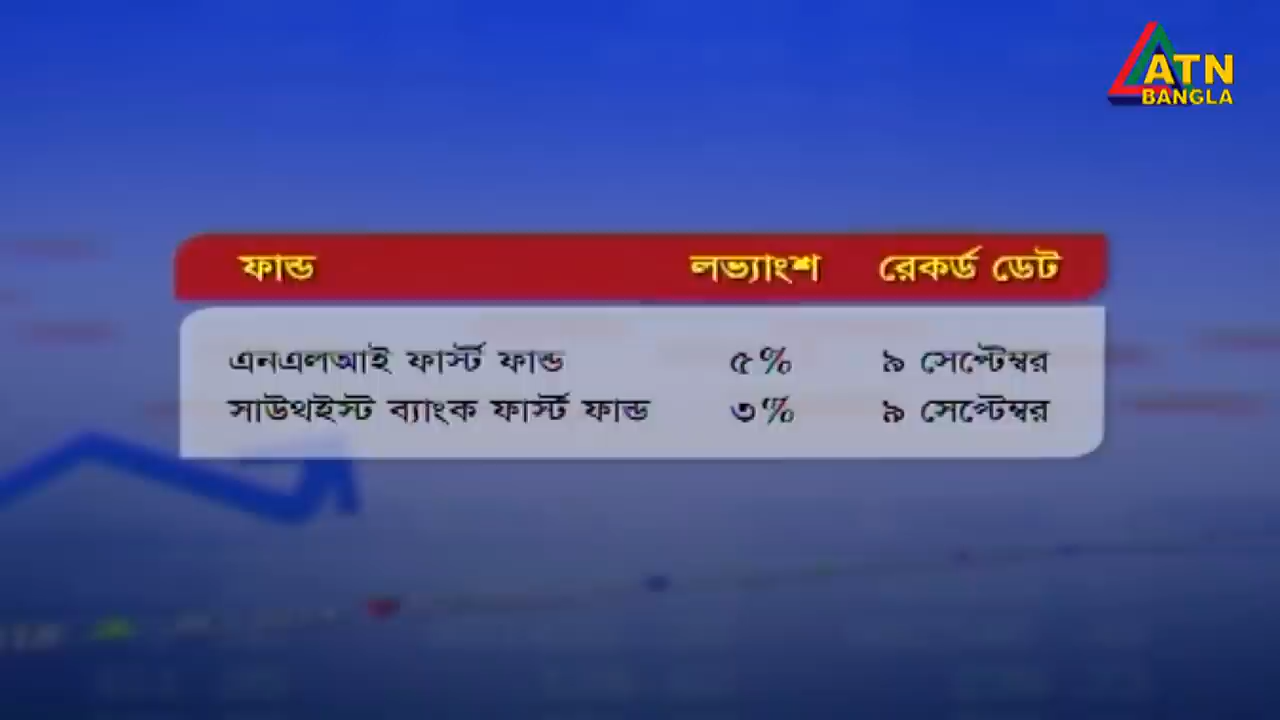 ATN
BANGLA
ফান্ড লভ্যাংশ রেকর্ড ডেট
এনএলআই ফার্স্ট ফান্ড ৫% ৯ সেপ্টেম্বর
সাউথইস্ট ব্যাংক ফার্স্ট ফান্ড ৩% ৯ সেপ্টেম্বর